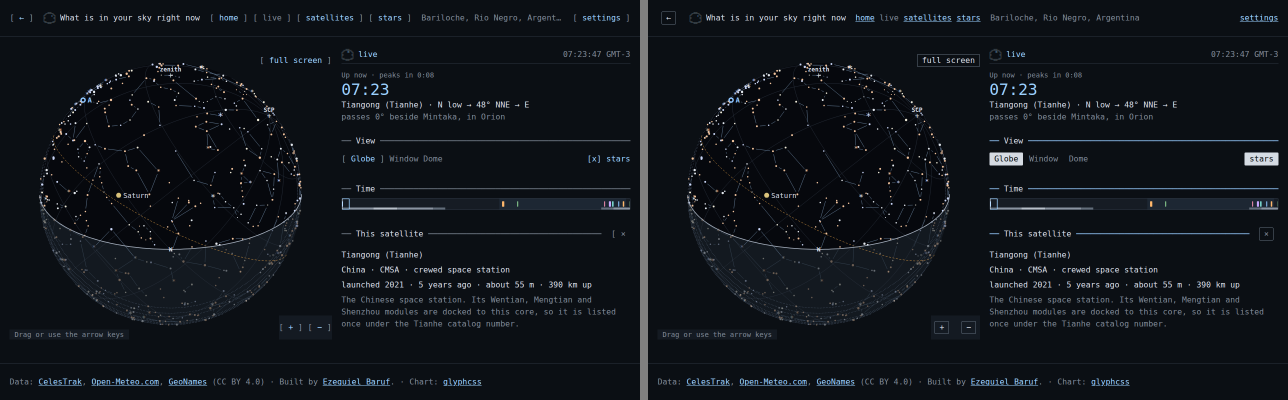 [ ← ] What is in your sky right now [ home ] [ live ] [ satellites ] [ stars ] Bariloche, Rio Negro, Argent… [ settings ]
[ full screen ]
live 07:23:47 GMT-3
zenith
Up now · peaks in 0:08
07:23
A
Tiangong (Tianhe) · N low → 48° NNE → E
SCP
passes 0° beside Mintaka, in Orion
View
[ Globe ] Window Dome [x] stars
Time
Saturn
This satellite [ ×
Tiangong (Tianhe)
China · CMSA · crewed space station
launched 2021 · 5 years ago · about 55 m · 390 km up
The Chinese space station. Its Wentian, Mengtian and
Shenzhou modules are docked to this core, so it is listed
once under the Tianhe catalog number.
[ + ] [ − ]
Drag or use the arrow keys
Data: CelesTrak, Open-Meteo.com, GeoNames (CC BY 4.0) · Built by Ezequiel Baruf. · Chart: glyphcss
← What is in your sky right now home live satellites stars Bariloche, Rio Negro, Argentina settings
full screen
live 07:23:47 GMT-3
zenith
Up now · peaks in 0:08
07:23
A
Tiangong (Tianhe) · N low → 48° NNE → E
SCP
passes 0° beside Mintaka, in Orion
View
Globe Window Dome stars
Time
Saturn
This satellite ×
Tiangong (Tianhe)
China · CMSA · crewed space station
launched 2021 · 5 years ago · about 55 m · 390 km up
The Chinese space station. Its Wentian, Mengtian and
Shenzhou modules are docked to this core, so it is listed
once under the Tianhe catalog number.
+ −
Drag or use the arrow keys
Data: CelesTrak, Open-Meteo.com, GeoNames (CC BY 4.0) · Built by Ezequiel Baruf. · Chart: glyphcss